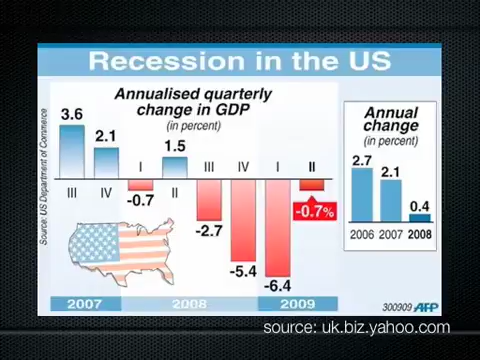 Recession in the US
Annualised quarterly
change in GDP
(in percent)
3.6
2.1
1.5
I
III
IV
I
II
III
IV
II
-0.7
-2.7
-5.4
-6.4
-0.7%
2007
2008
2009
Source: US Department of Commerce
Annual
change
(in percent)
2.7
2.1
0.4
2006
2007
2008
300909
AFP
source: uk.biz.yahoo.com